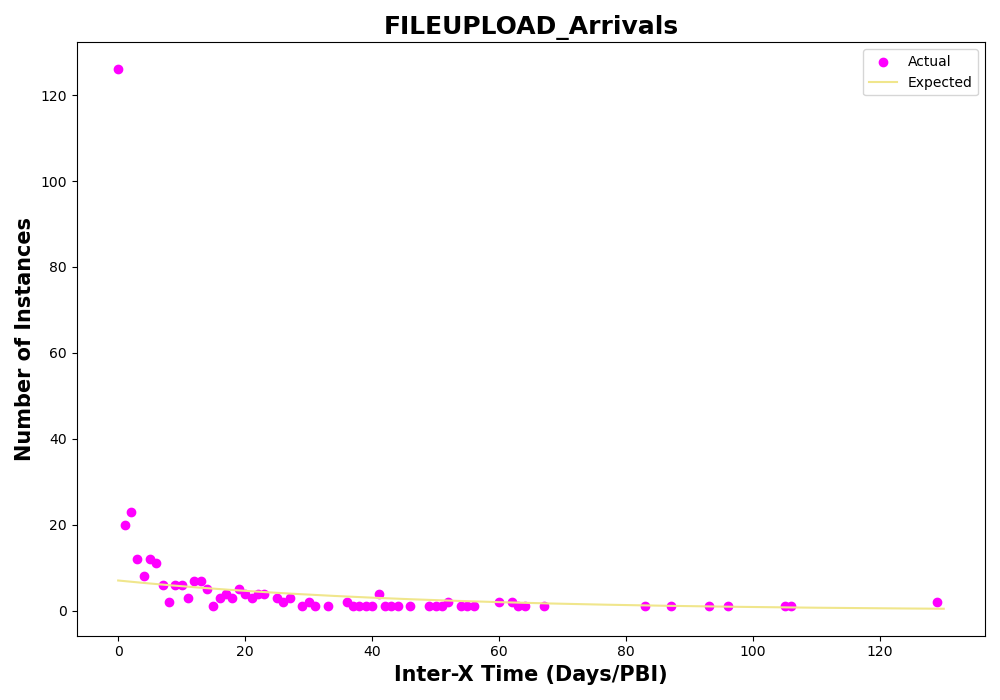 FILEUPLOAD_Arrivals
Actual
Expected
Number of Instances
120
100
80
60
40
20
0
0 20 40 60 80 100 120
Inter-X Time (Days/PBI)